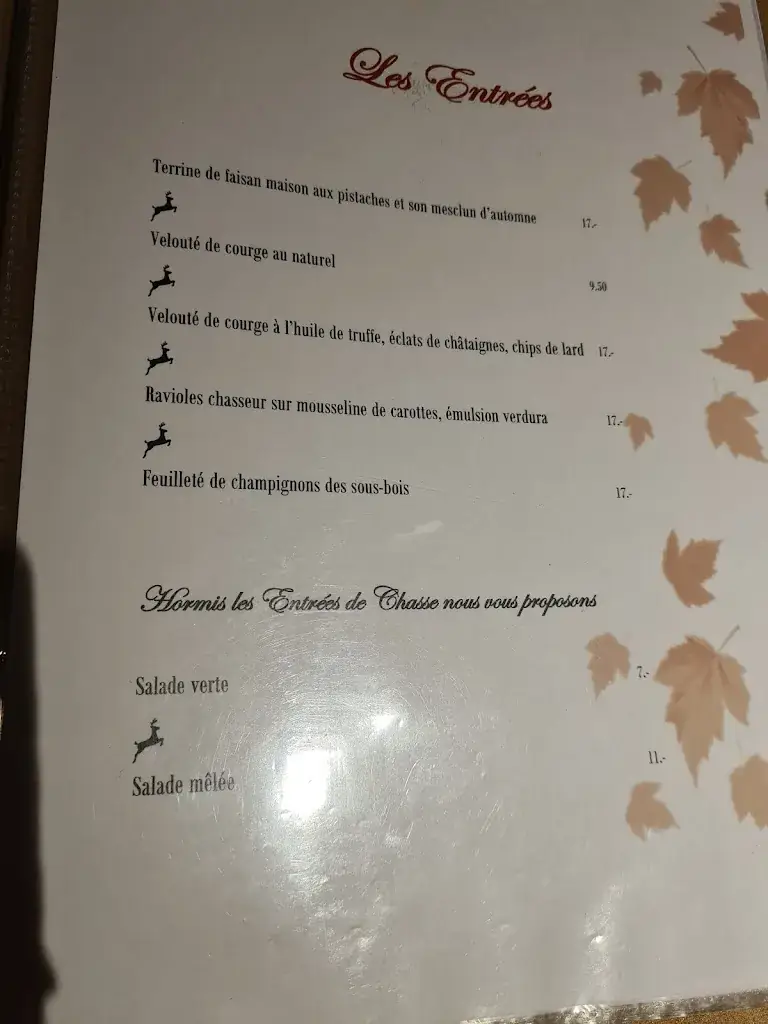 Les Entrées
Terrine de faisan maison aux pistaches et son mesclun d'automne 17.-
Velouté de courge au naturel 9.50
Velouté de courge à l'huile de truffe, éclats de châtaignes, chips de lard 17.-
Ravioles chasseur sur mousseline de carottes, émulsion verdura 17.-
Feuilleté de champignons des sous-bois 17.-
Hormis les Entrées de Chasse nous vous proposons
Salade verte 7.-
Salade mêlée 11.-